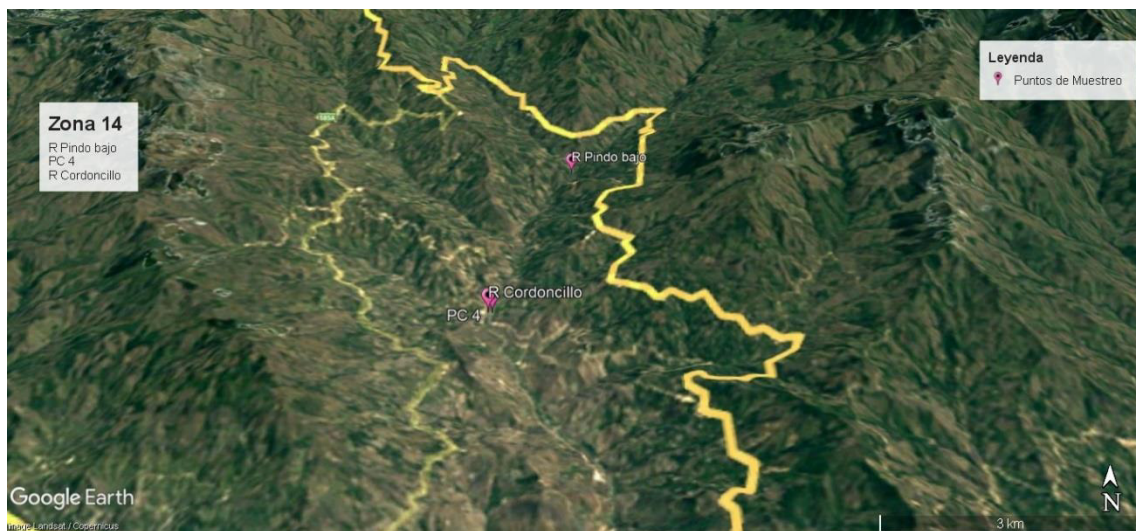 Leyenda
Puntos de Muestreo
Zona 14
R Pindo bajo
PC 4
R Cordoncillo
R Pindo bajo
R Cordoncillo
PC 4
Google Earth
Image Landsat / Copernicus
N
3 km